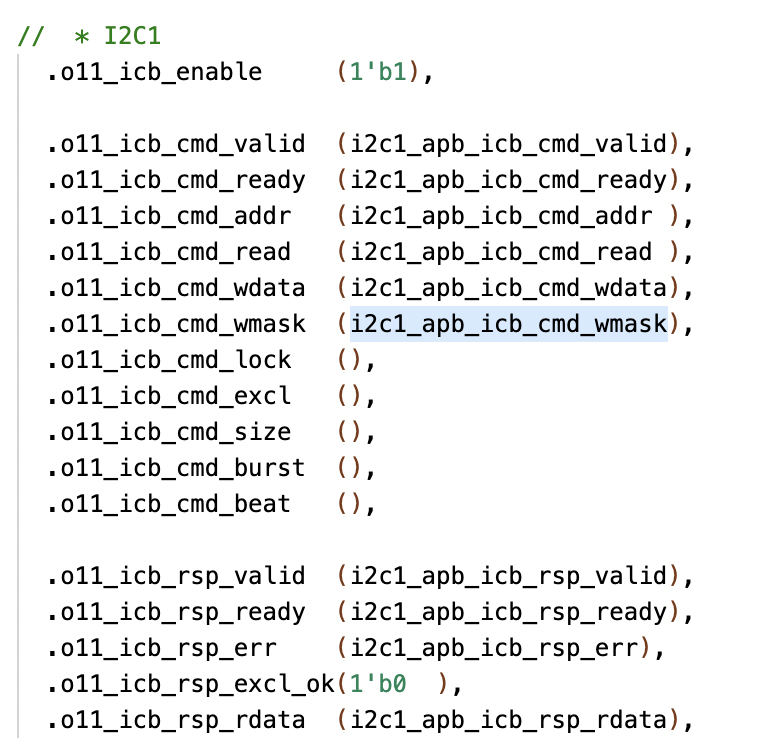 //  * I2C1
.o11_icb_enable     (1'b1),
.o11_icb_cmd_valid  (i2c1_apb_icb_cmd_valid),
.o11_icb_cmd_ready  (i2c1_apb_icb_cmd_ready),
.o11_icb_cmd_addr   (i2c1_apb_icb_cmd_addr ),
.o11_icb_cmd_read   (i2c1_apb_icb_cmd_read ),
.o11_icb_cmd_wdata  (i2c1_apb_icb_cmd_wdata),
.o11_icb_cmd_wmask  (i2c1_apb_icb_cmd_wmask),
.o11_icb_cmd_lock   (),
.o11_icb_cmd_excl   (),
.o11_icb_cmd_size   (),
.o11_icb_cmd_burst  (),
.o11_icb_cmd_beat   (),
.o11_icb_rsp_valid  (i2c1_apb_icb_rsp_valid),
.o11_icb_rsp_ready  (i2c1_apb_icb_rsp_ready),
.o11_icb_rsp_err    (i2c1_apb_icb_rsp_err),
.o11_icb_rsp_excl_ok(1'b0  ),
.o11_icb_rsp_rdata  (i2c1_apb_icb_rsp_rdata),